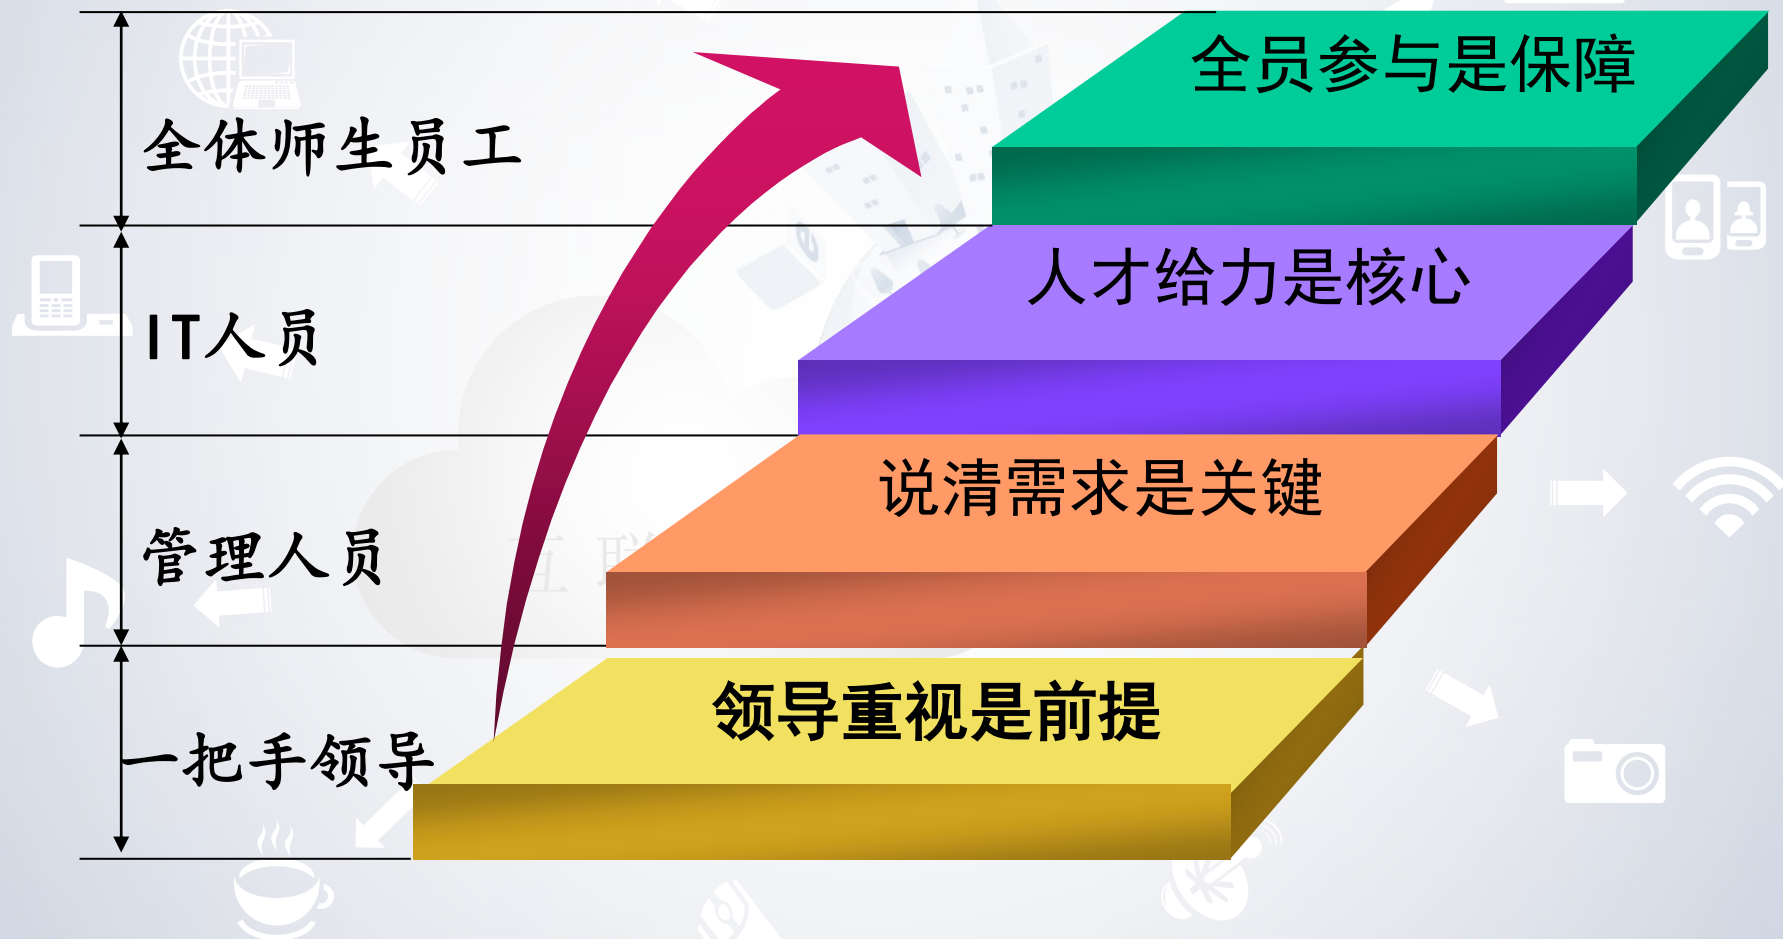 全员参与是保障
全体师生员工
人才给力是核心
IT人员
说清需求是关键
管理人员
互联
领导重视是前提
一把手领导